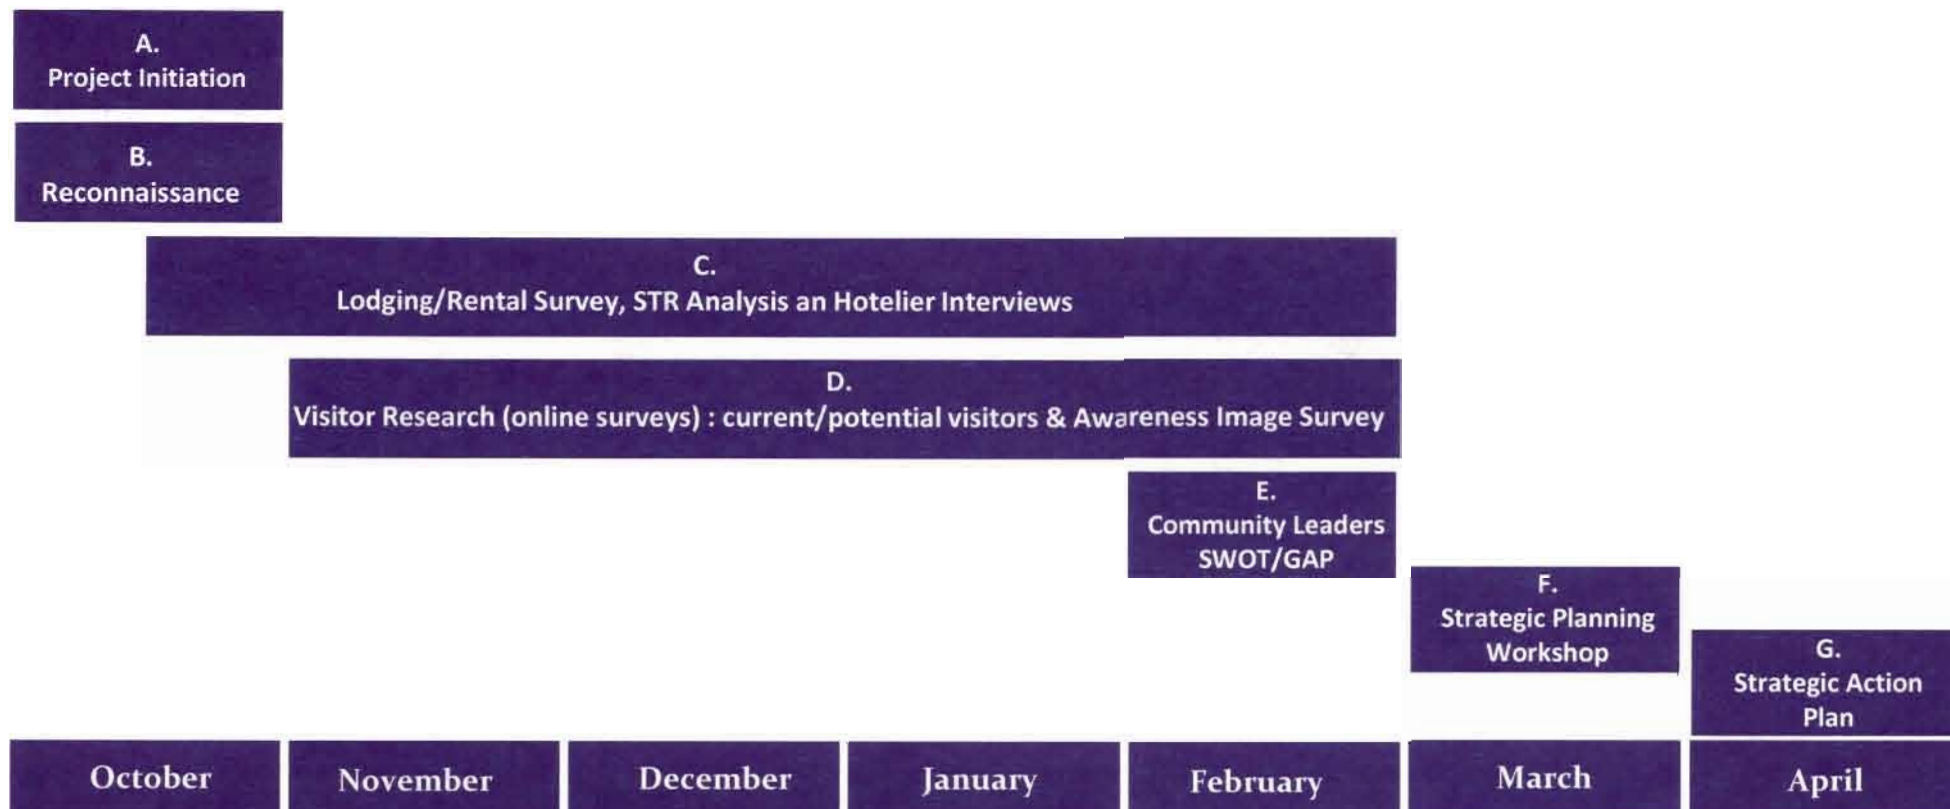 A.
Project Initiation
B.
Reconnaissance
C.
Lodging/Rental Survey, STR Analysis an Hotelier Interviews
D.
Visitor Research (online surveys) : current/potential visitors & Awareness Image Survey
E.
Community Leaders
SWOT/GAP
F.
Strategic Planning
Workshop
G.
Strategic Action
Plan
October
November
December
January
February
March
April